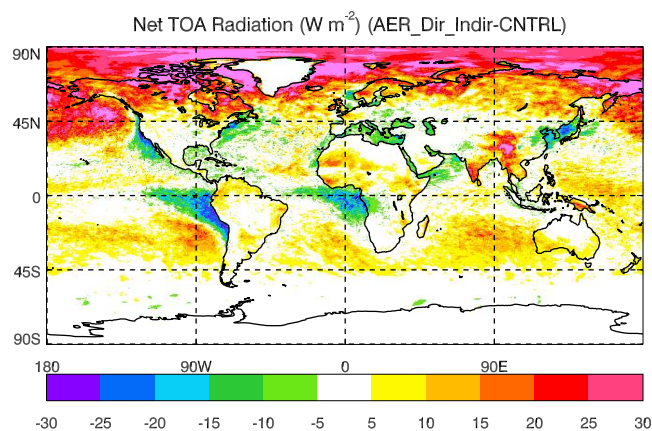 Net TOA Radiation (W m⁻²) (AER_Dir_Indir-CNTRL)
90N
45N
0
45S
90S
180 90W 0 90E
-30 -25 -20 -15 -10 -5 5 10 15 20 25 30